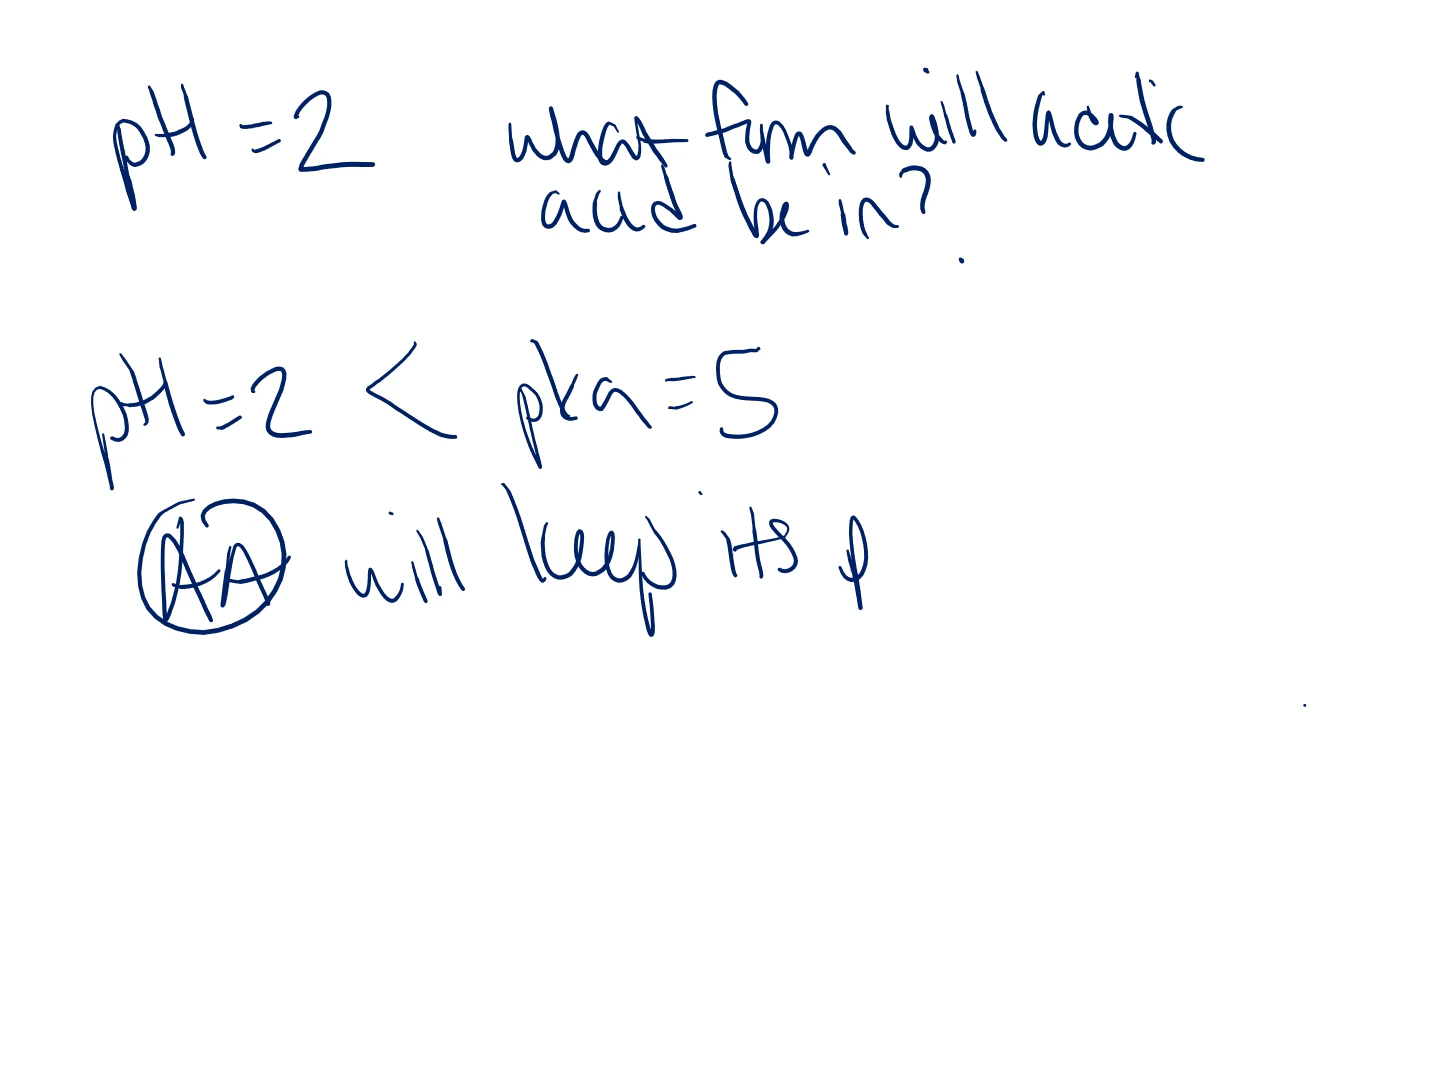 pH = 2 what form will acetic
acid be in?
pH = 2 < pka = 5
AA will keep its p